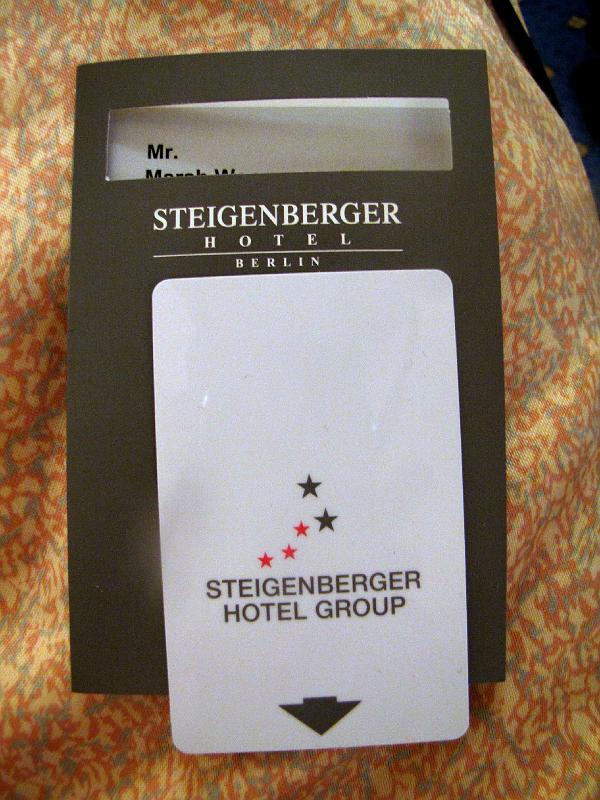 Mr.
STEIGENBERGER
HOTEL
BERLIN
STEIGENBERGER
HOTEL GROUP